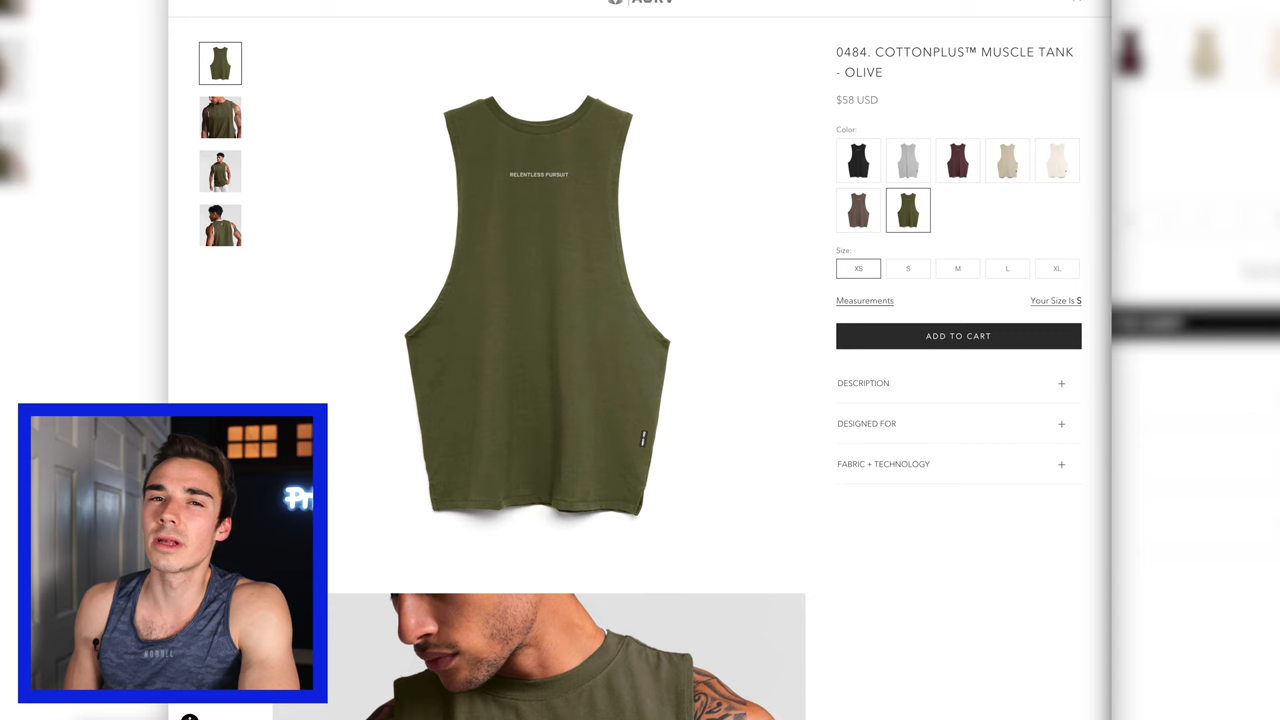 0484. COTTONPLUS™ MUSCLE TANK
- OLIVE
$58 USD
Color:
RELENTLESS PURSUIT
Size:
XS S M L XL
Measurements Your Size Is S
ADD TO CART
DESCRIPTION +
DESIGNED FOR +
FABRIC + TECHNOLOGY +
NOBULL